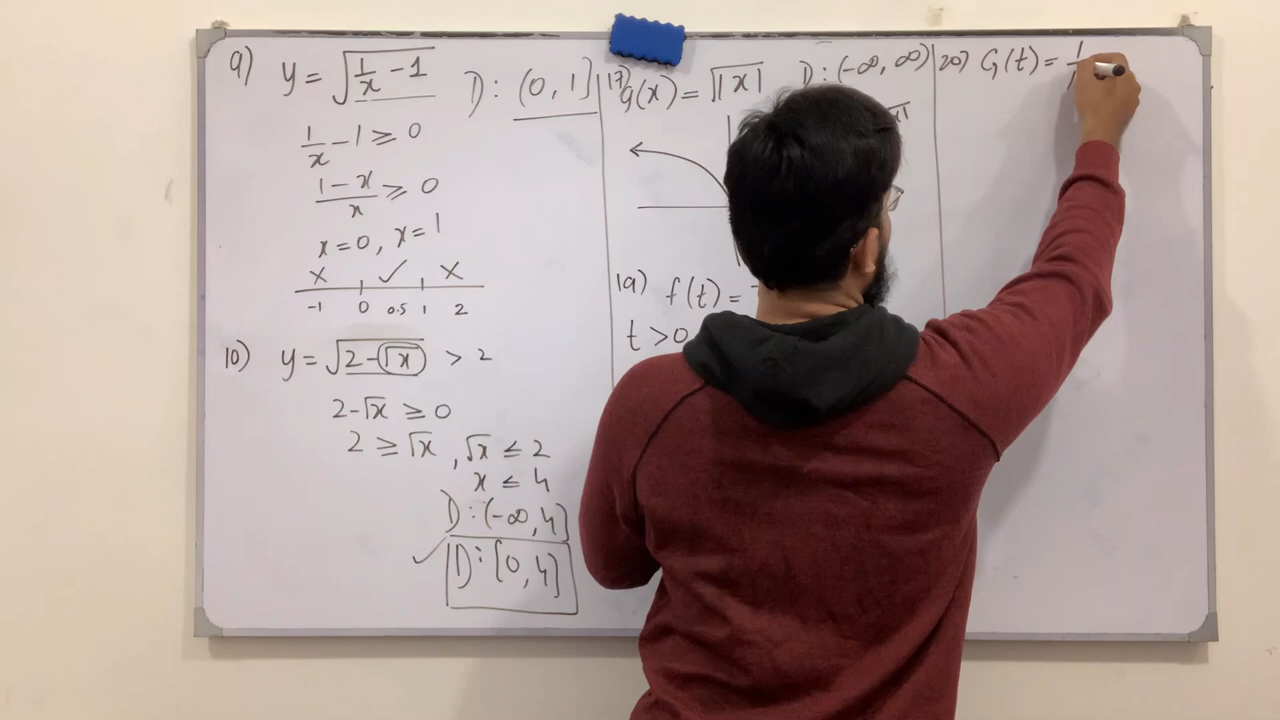 9) y = √(1/x - 1) D : (0, 1]
1/x - 1 ≥ 0
(1 - x)/x ≥ 0
x = 0, x = 1
x ✓ x
-1 0 0.5 1 2
10) y = √(2 - √x) > 2
2 - √x ≥ 0
2 ≥ √x , √x ≤ 2
x ≤ 4
D : (-∞, 4]
✓ D : [0, 4]
17) G(x) = √|x| D : (-∞, ∞)
19) f(t) =
t > 0
20) G(t) = 1/